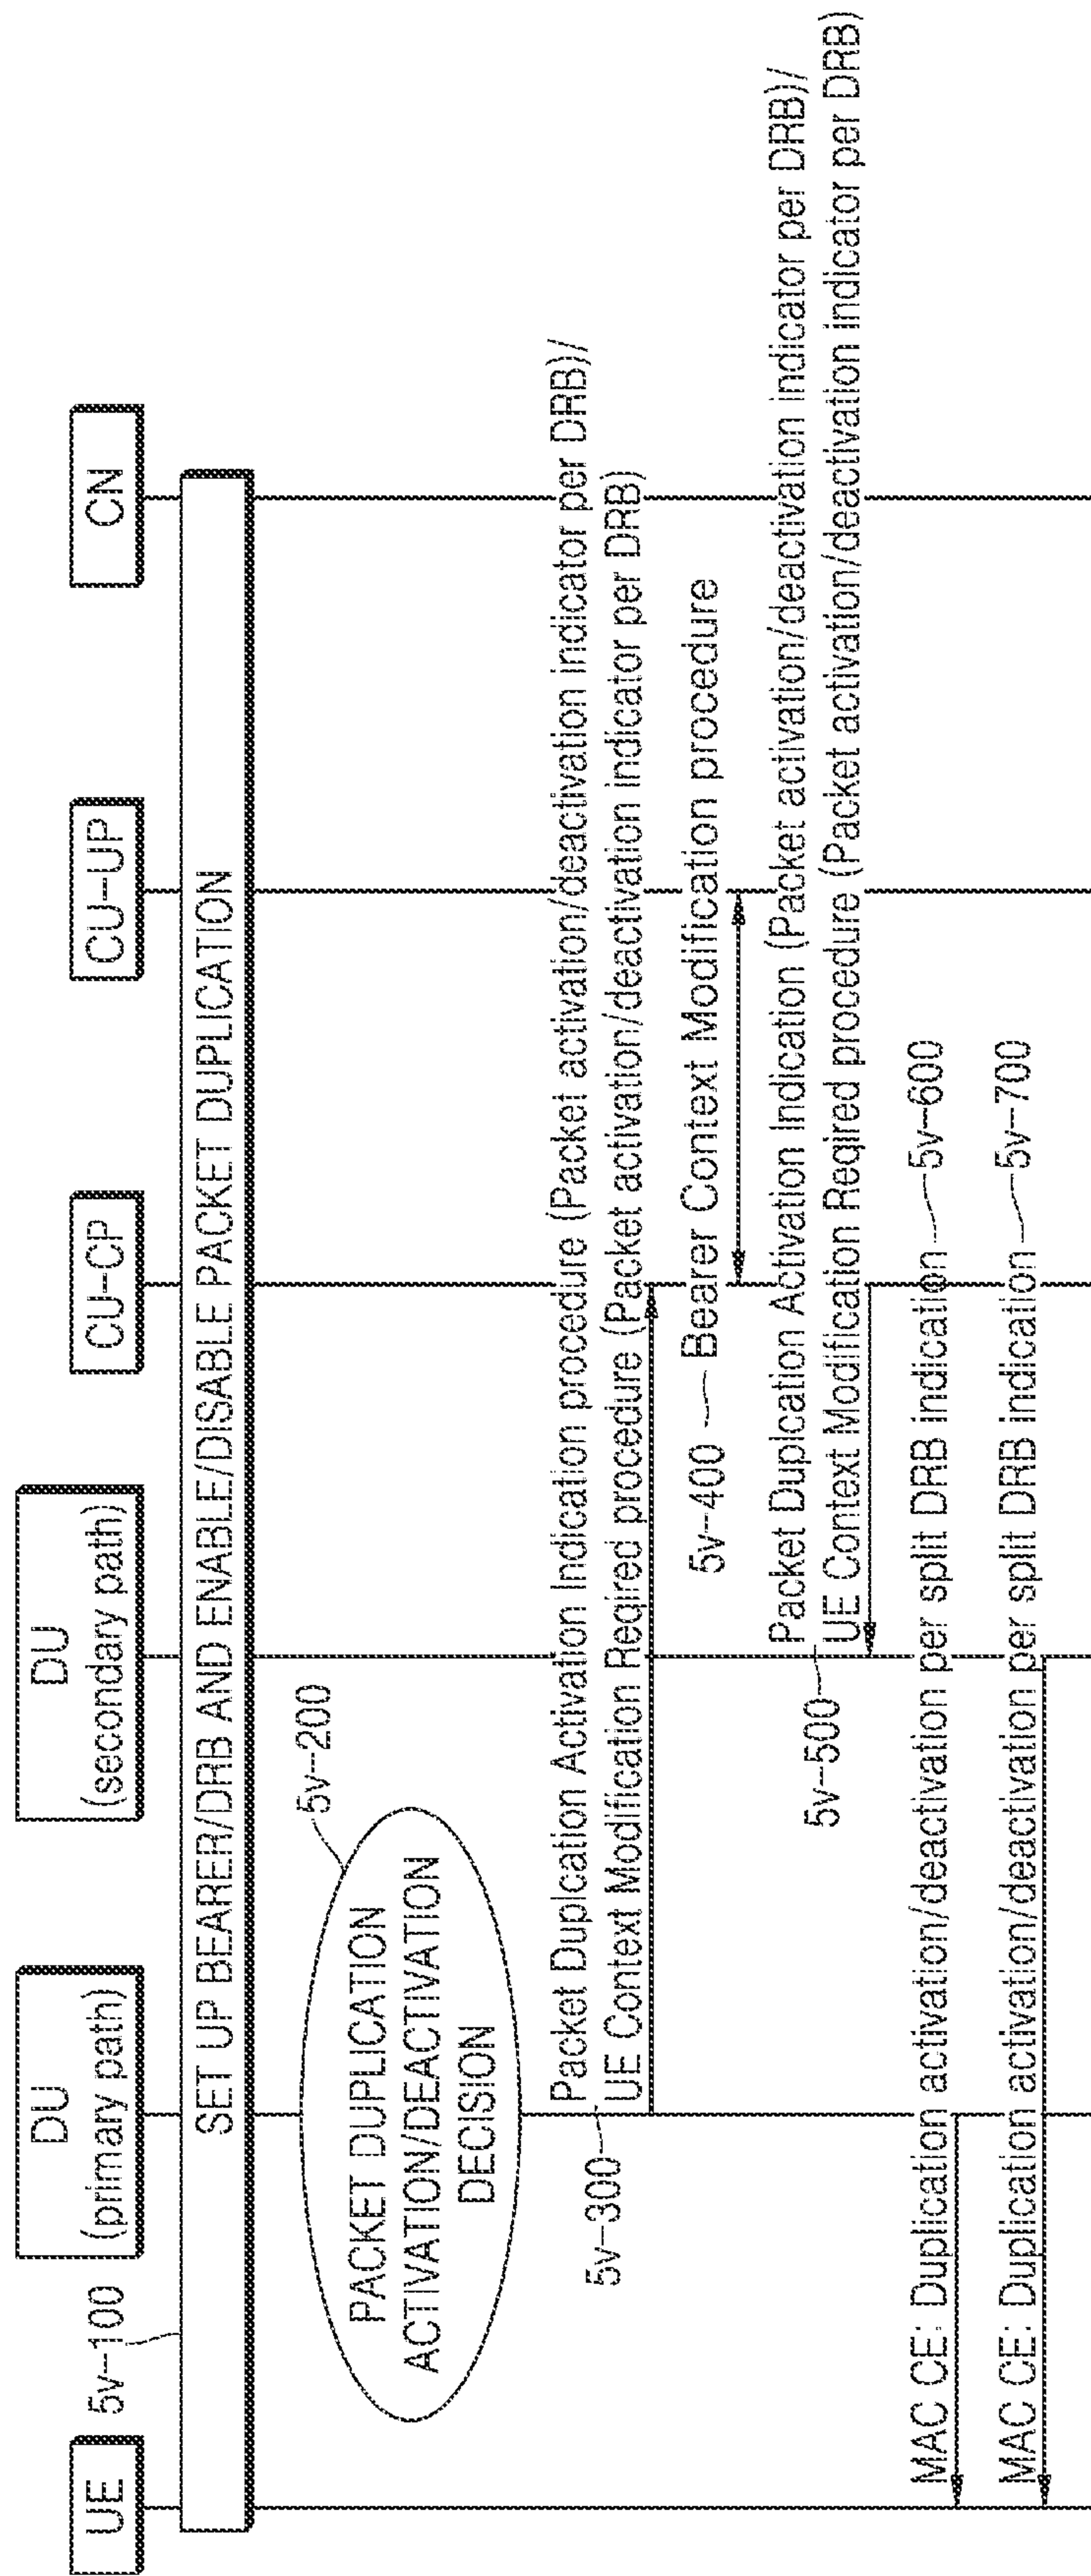 UE
DU
(primary path)
DU
(secondary path)
CU-CP
CU-UP
CN
5v-100
SET UP BEARER/DRB AND ENABLE/DISABLE PACKET DUPLICATION
5v-200
PACKET DUPLICATION
ACTIVATION/DEACTIVATION
DECISION
5v-300
Packet Duplcation Activation Indication procedure (Packet activation/deactivation indicator per DRB)/
UE Context Modification Reqired procedure (Packet activation/deactivation indicator per DRB)
5v-400
Bearer Context Modification procedure
5v-500
Packet Duplcation Activation Indication (Packet activation/deactivation indicator per DRB)/
UE Context Modification Reqired procedure (Packet activation/deactivation indicator per DRB)
MAC CE: Duplication activation/deactivation per split DRB indication 5v-600
MAC CE: Duplication activation/deactivation per split DRB indication 5v-700